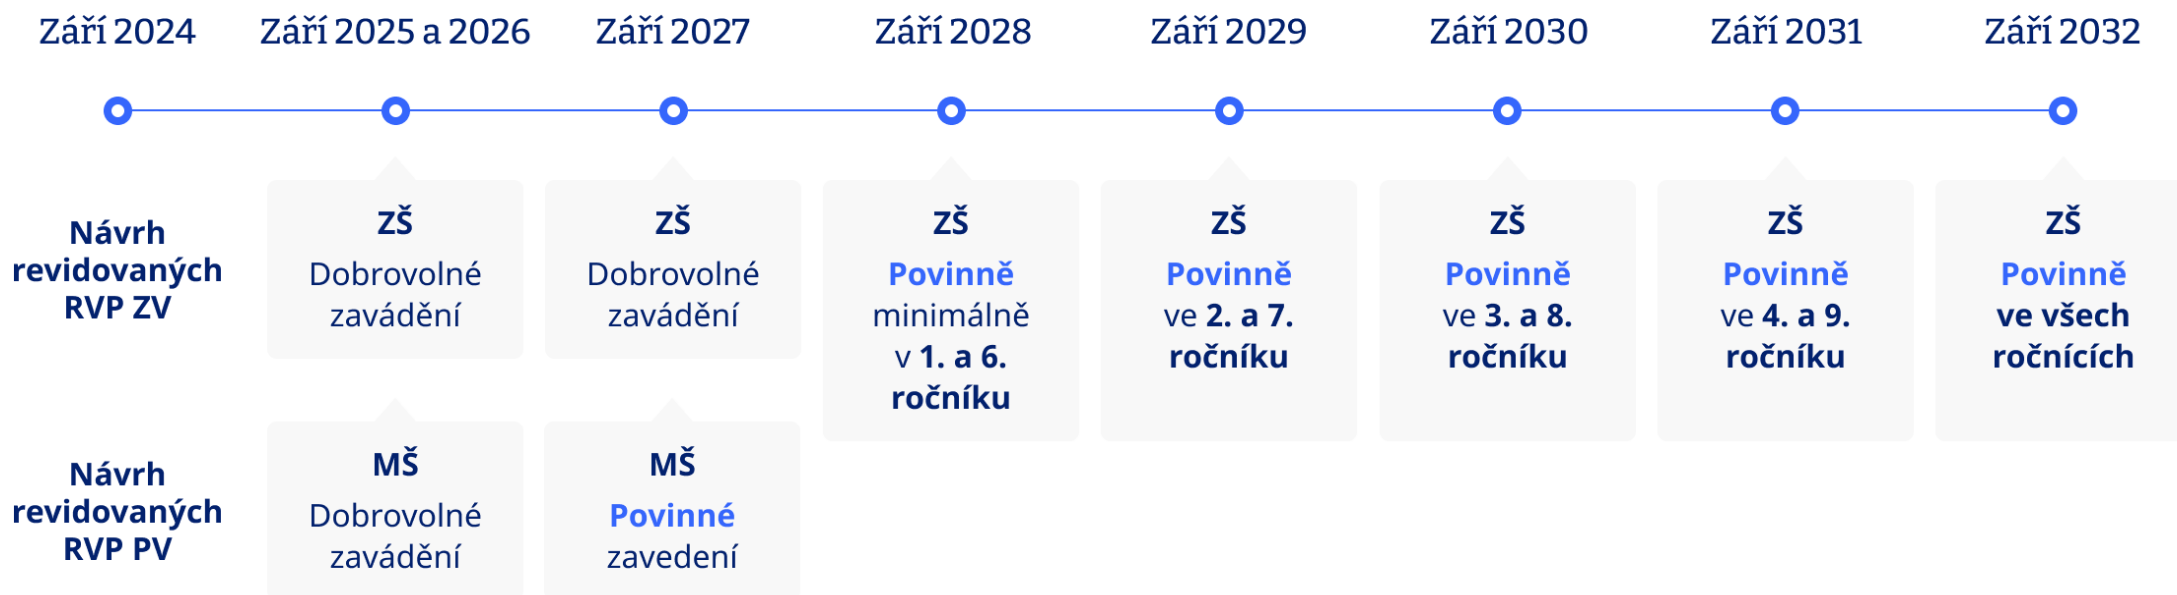 Září 2024
Září 2025 a 2026
Září 2027
Září 2028
Září 2029
Září 2030
Září 2031
Září 2032
Návrh
revidovaných
RVP ZV
ZŠ
Dobrovolné
zavádění
ZŠ
Dobrovolné
zavádění
ZŠ
Povinně
minimálně
v 1. a 6.
ročníku
ZŠ
Povinně
ve 2. a 7.
ročníku
ZŠ
Povinně
ve 3. a 8.
ročníku
ZŠ
Povinně
ve 4. a 9.
ročníku
ZŠ
Povinně
ve všech
ročnících
Návrh
revidovaných
RVP PV
MŠ
Dobrovolné
zavádění
MŠ
Povinné
zavedení